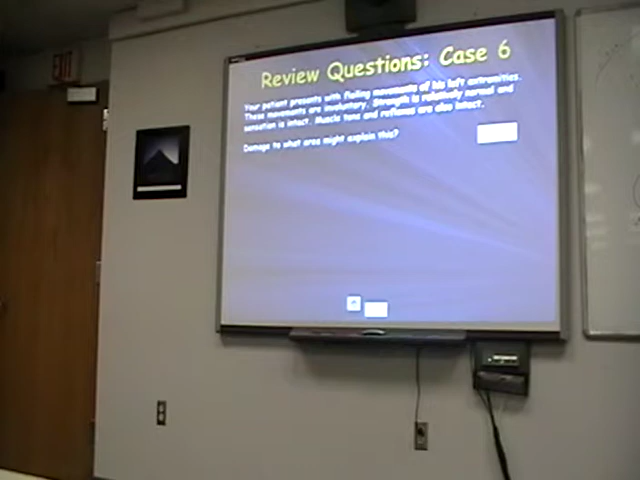 EXIT
Review Questions: Case 6
Your patient presents with flailing movements of his left extremities.
These movements are involuntary. Strength is relatively normal and
sensation is intact. Muscle tone and reflexes are also intact.
Damage to what area might explain this?